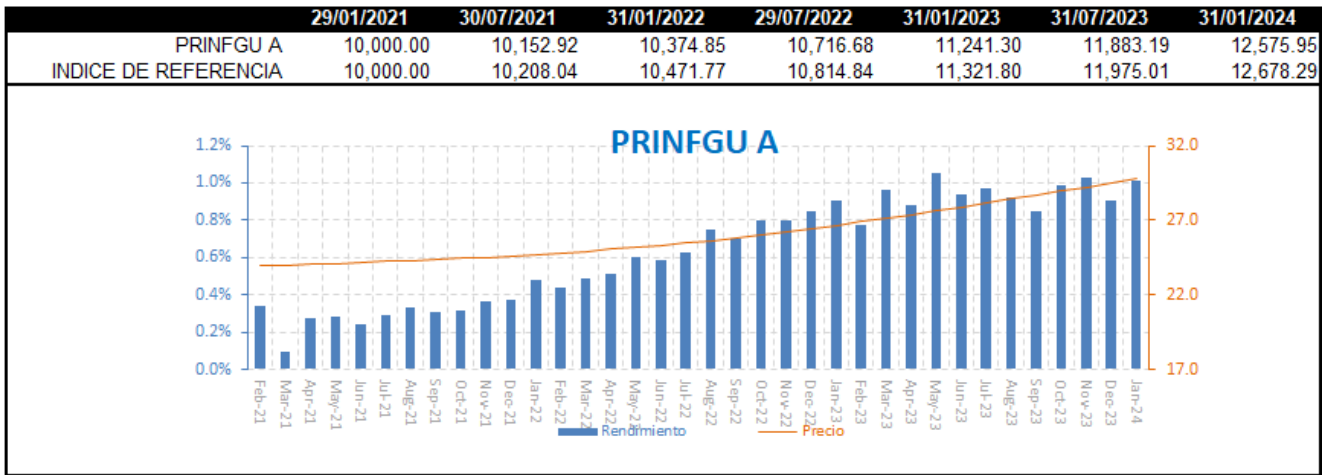 29/01/2021 30/07/2021 31/01/2022 29/07/2022 31/01/2023 31/07/2023 31/01/2024
PRINFGU A 10,000.00 10,152.92 10,374.85 10,716.68 11,241.30 11,883.19 12,575.95
INDICE DE REFERENCIA 10,000.00 10,208.04 10,471.77 10,814.84 11,321.80 11,975.01 12,678.29
PRINFGU A
1.2% 32.0
1.0%
0.8% 27.0
0.6%
0.4% 22.0
0.2%
0.0% 17.0
Feb-21 Mar-21 Apr-21 May-21 Jun-21 Jul-21 Aug-21 Sep-21 Oct-21 Nov-21 Dec-21 Jan-22 Feb-22 Mar-22 Apr-22 May-22 Jun-22 Jul-22 Aug-22 Sep-22 Oct-22 Nov-22 Dec-22 Jan-23 Feb-23 Mar-23 Apr-23 May-23 Jun-23 Jul-23 Aug-23 Sep-23 Oct-23 Nov-23 Dec-23 Jan-24
Rendimiento Precio